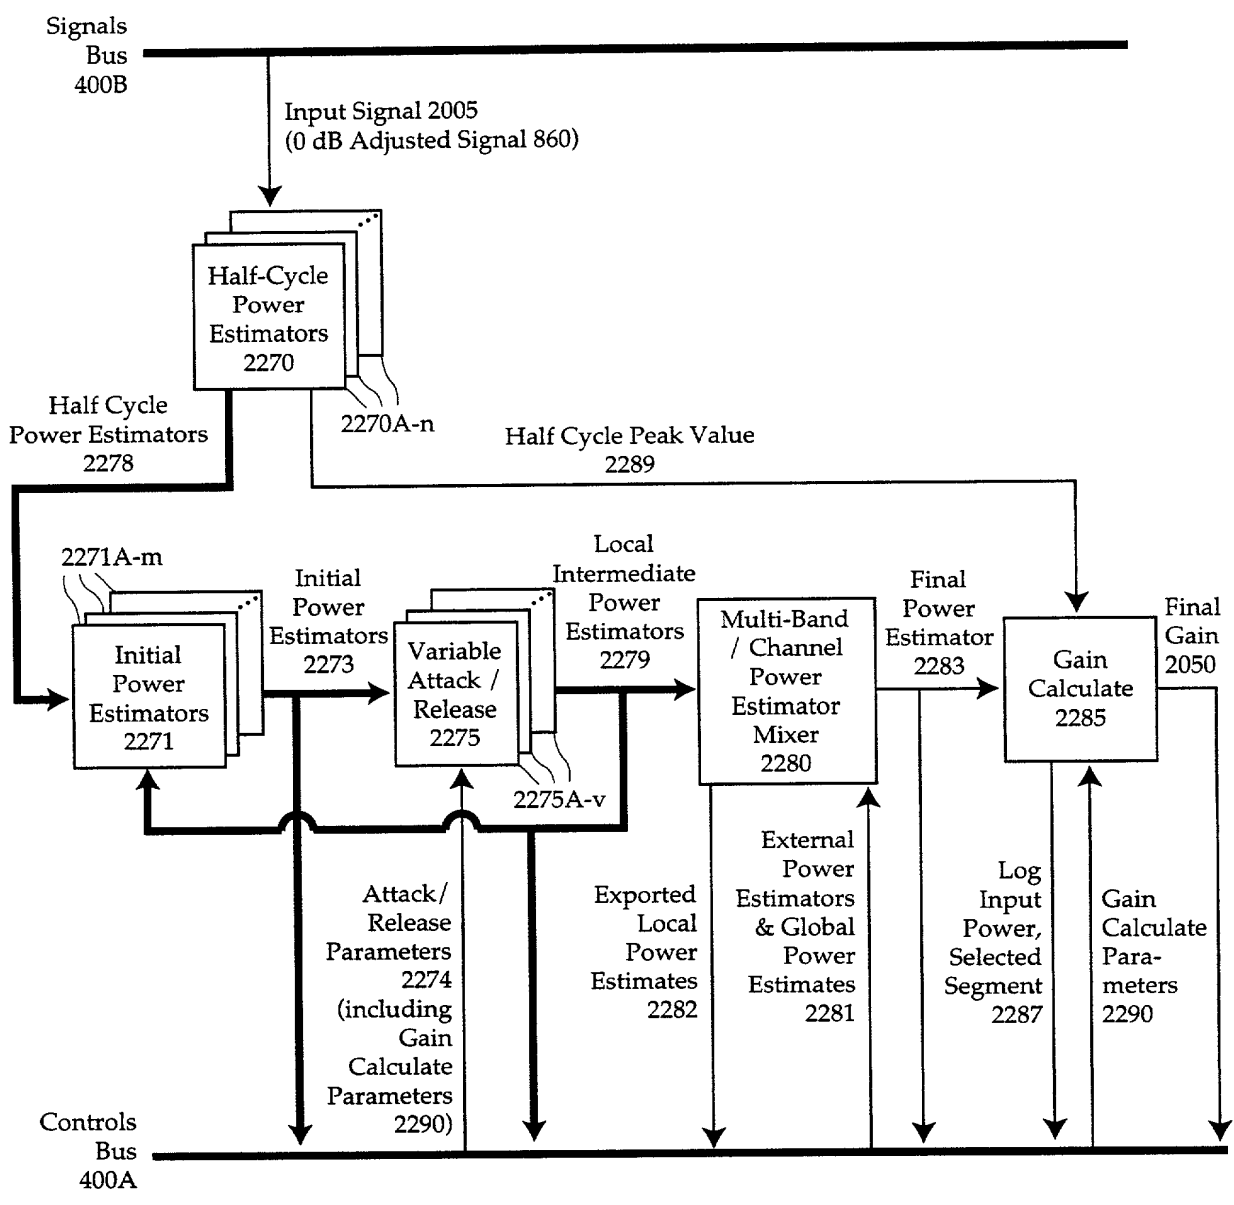 Signals
Bus
400B
Input Signal 2005
(0 dB Adjusted Signal 860)
Half-Cycle
Power
Estimators
2270
2270A-n
Half Cycle
Power Estimators
2278
Half Cycle Peak Value
2289
2271A-m
Initial
Power
Estimators
2271
Initial
Power
Estimators
2273
Variable
Attack /
Release
2275
2275A-v
Local
Intermediate
Power
Estimators
2279
Multi-Band
/ Channel
Power
Estimator
Mixer
2280
Final
Power
Estimator
2283
Gain
Calculate
2285
Final
Gain
2050
Attack/
Release
Parameters
2274
(including
Gain
Calculate
Parameters
2290)
Exported
Local
Power
Estimates
2282
External
Power
Estimators
& Global
Power
Estimates
2281
Log
Input
Power,
Selected
Segment
2287
Gain
Calculate
Para-
meters
2290
Controls
Bus
400A